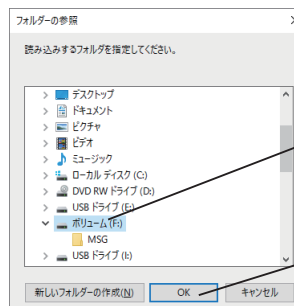 フォルダーの参照
読み込みするフォルダを指定してください。
デスクトップ
ドキュメント
ピクチャ
ビデオ
ミュージック
ローカル ディスク (C:)
DVD RW ドライブ (D:)
USB ドライブ (E:)
ボリューム (F:)
MSG
USB ドライブ (I:)
新しいフォルダーの作成(N) OK キャンセル